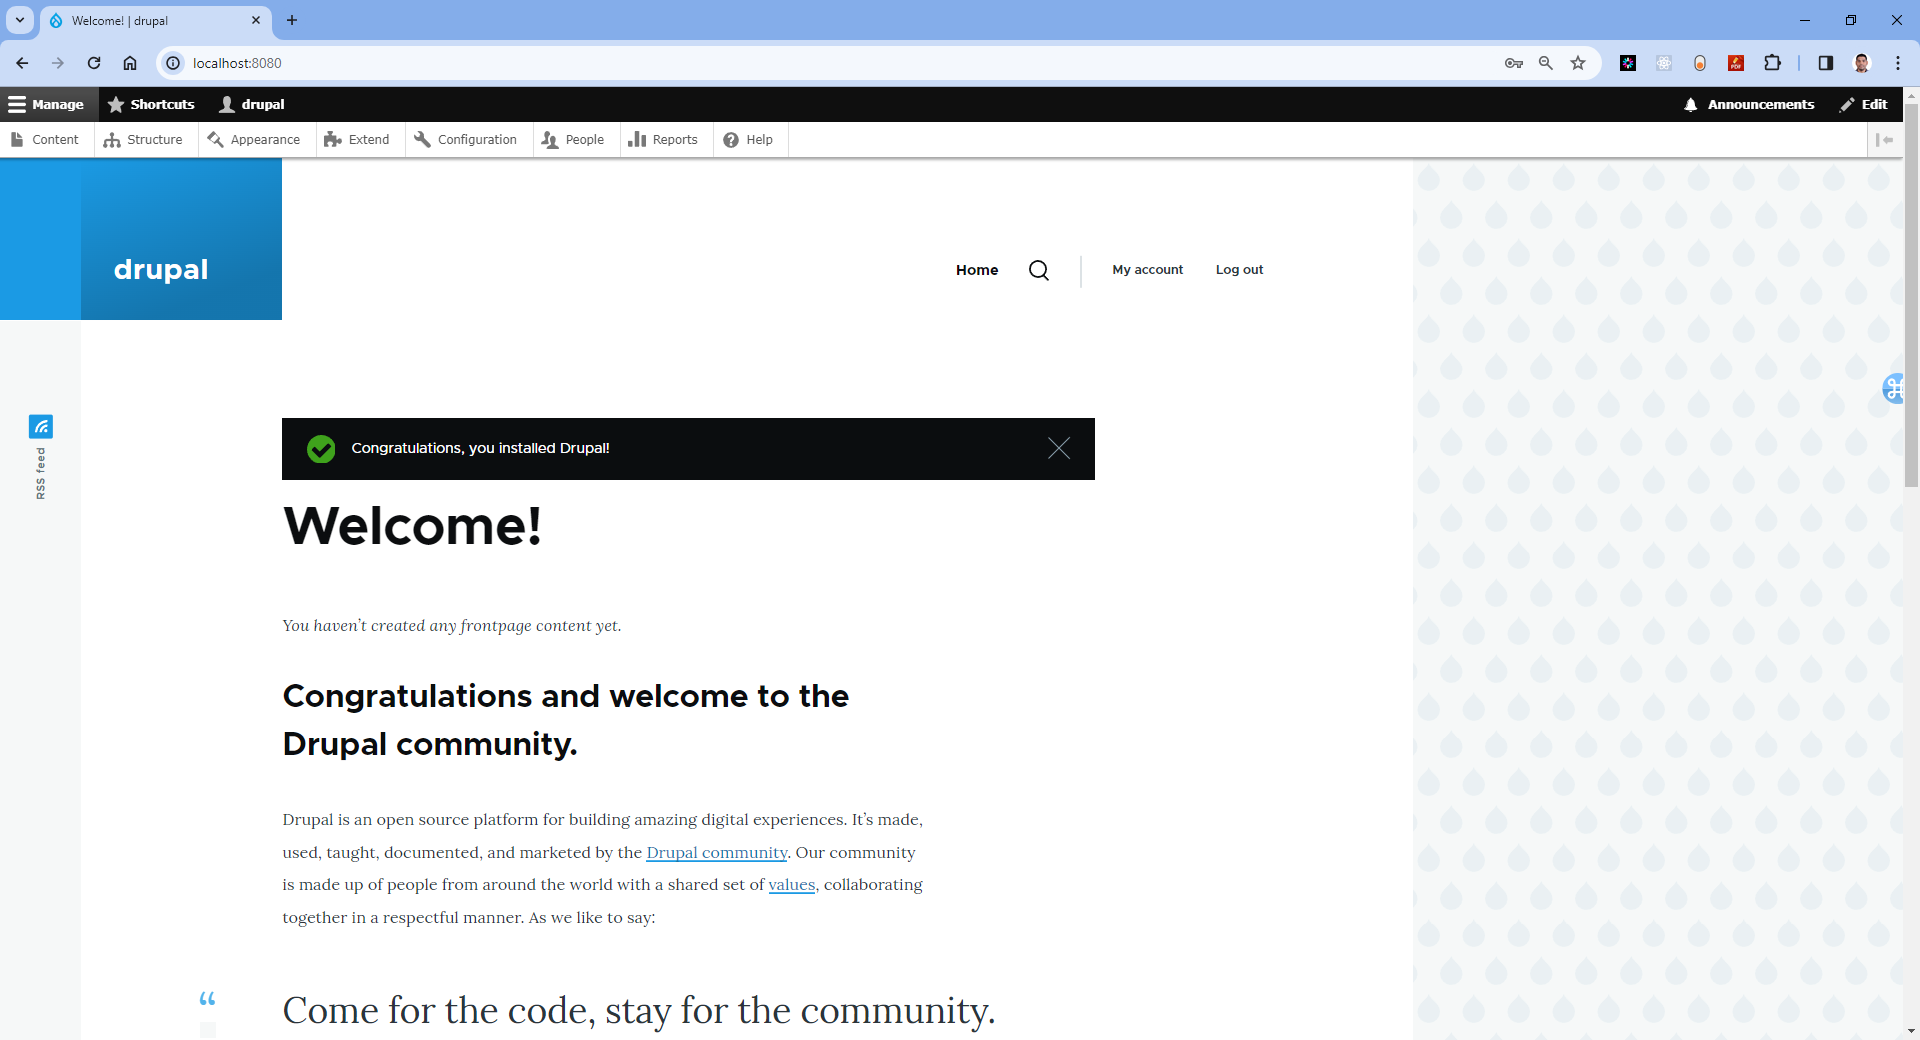 Welcome! | drupal
localhost:8080
Manage
Shortcuts
drupal
Announcements
Edit
Content
Structure
Appearance
Extend
Configuration
People
Reports
Help
drupal
Home
My account
Log out
RSS feed
Congratulations, you installed Drupal!
Welcome!
You haven’t created any frontpage content yet.
Congratulations and welcome to the
Drupal community.
Drupal is an open source platform for building amazing digital experiences. It’s made,
used, taught, documented, and marketed by the Drupal community. Our community
is made up of people from around the world with a shared set of values, collaborating
together in a respectful manner. As we like to say:
“
Come for the code, stay for the community.